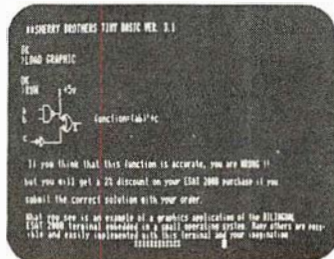 **SHERRY BROTHERS TINY BASIC VER. 3.1
OK
>LOAD GRAPHIC
OK
>RUN
+5v
function=(ab)'+c
C
If you think that this function is accurate, you are WRONG !!
but you will get a 2% discount on your ESAT 200B purchase if you
submit the correct solution with your order.
What you see is an example of a graphics application of the BILINGUAL
ESAT 200B terminal embedded in a small operating system. Many others are poss-
ible and easily implemented with this terminal and your imagination